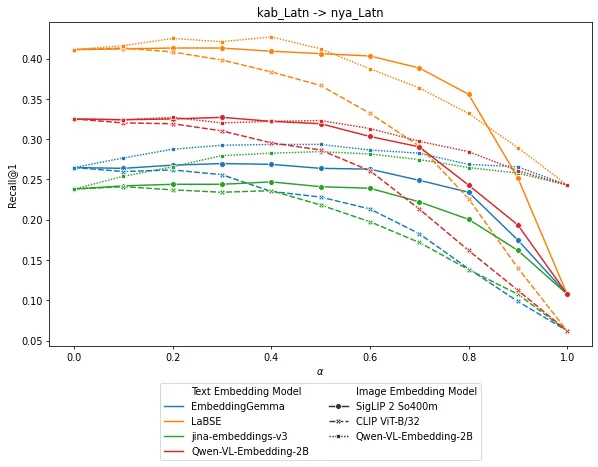 kab_Latn -> nya_Latn
Recall@1
0.40
0.35
0.30
0.25
0.20
0.15
0.10
0.05
0.0 0.2 0.4 0.6 0.8 1.0
α
Text Embedding Model
EmbeddingGemma
LaBSE
jina-embeddings-v3
Qwen-VL-Embedding-2B
Image Embedding Model
SigLIP 2 So400m
CLIP ViT-B/32
Qwen-VL-Embedding-2B